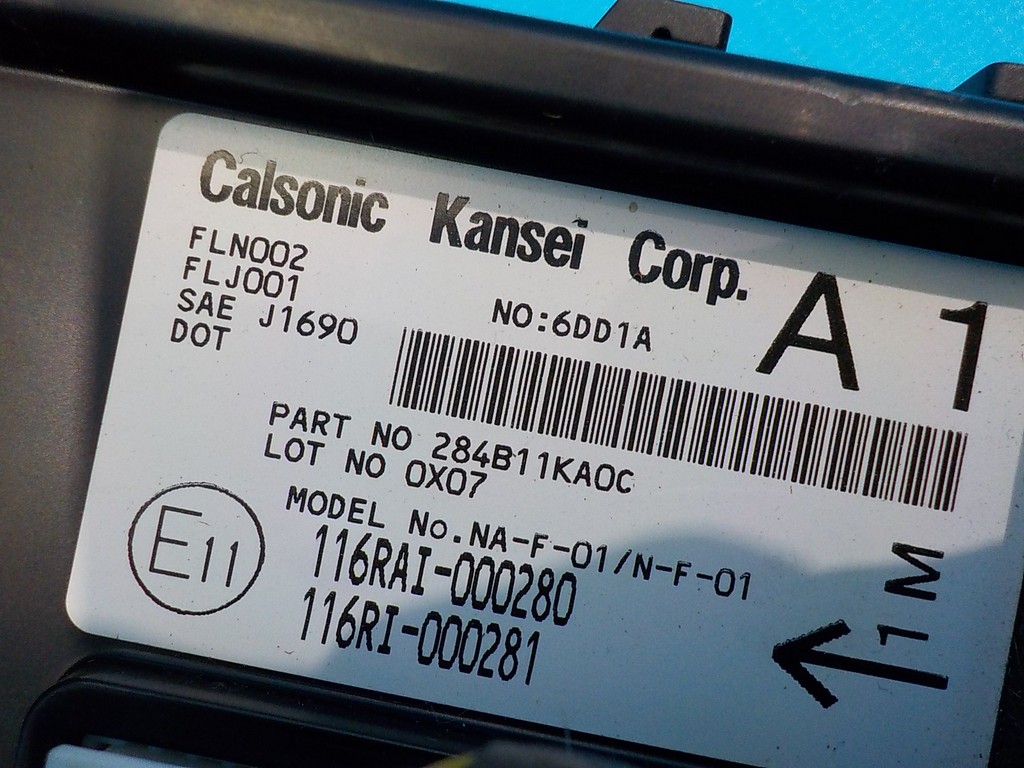 Calsonic Kansei Corp.
FLN002
FLJ001
SAE J1690
DOT
NO:6DD1A
A 1
PART NO 284B11KA0C
LOT NO 0X07
MODEL No.NA-F-01/N-F-01
E11
116RAI-000280
116RI-000281
1M